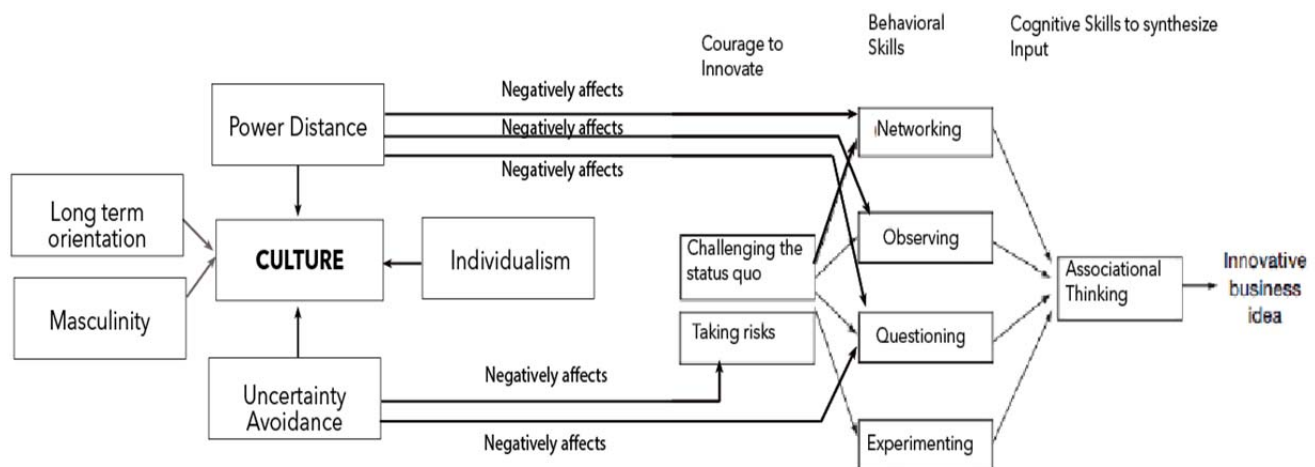 Courage to
Innovate
Behavioral
Skills
Cognitive Skills to synthesize
Input
Negatively affects
Negatively affects
Negatively affects
Power Distance
Networking
Long term
orientation
CULTURE
Individualism
Masculinity
Challenging the
status quo
Observing
Associational
Thinking
Innovative
business
idea
Taking risks
Questioning
Negatively affects
Uncertainty
Avoidance
Negatively affects
Experimenting